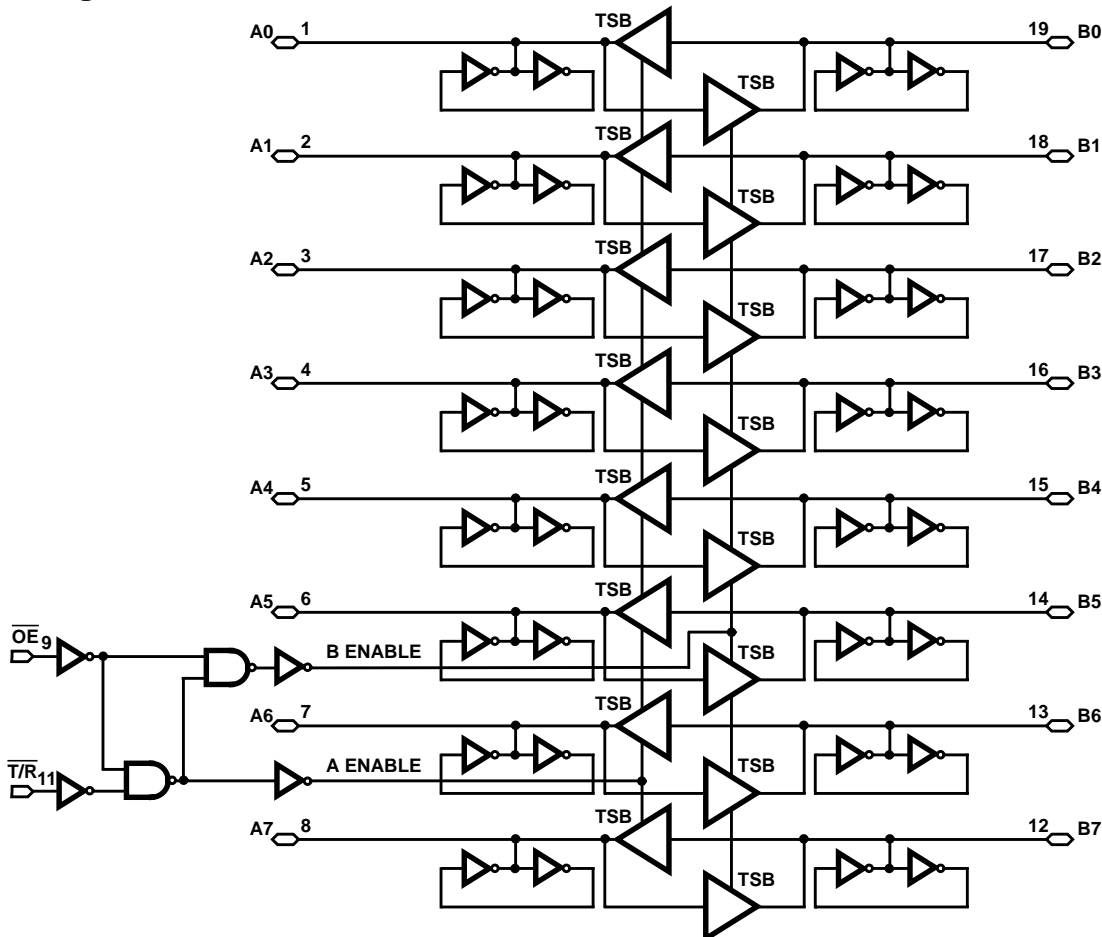 TSB
A0 1 19 B0
TSB
TSB
A1 2 18 B1
TSB
TSB
A2 3 17 B2
TSB
TSB
A3 4 16 B3
TSB
TSB
A4 5 15 B4
TSB
TSB
A5 6 14 B5
OE 9 B ENABLE
TSB
TSB
A6 7 13 B6
T/R 11 A ENABLE
TSB
TSB
A7 8 12 B7
TSB